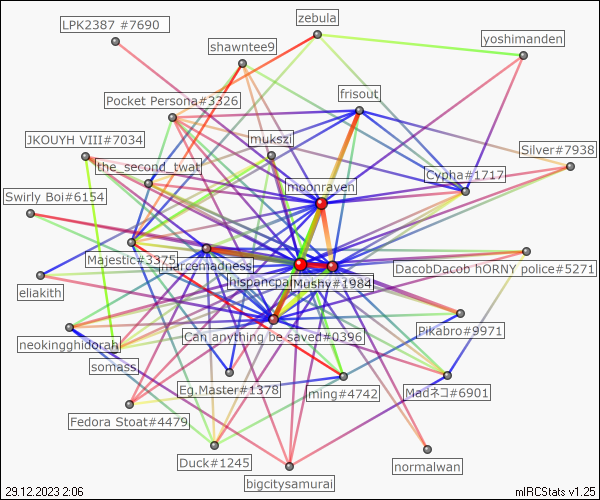 LPK2387 #7690
zebula
shawntee9
yoshimanden
frisout
Pocket Persona#3326
JKOUYH VIII#7034
mukszi
Silver#7938
the_second_twat
Cypha#1717
moonraven
Swirly Boi#6154
Majestic#3375
marcemadness
DacobDacob hORNY police#5271
Mushy#1984
eliakith
Can anything be saved#0396
Pikabro#9971
neokingghidorah
somass
Eg.Master#1378
ming#4742
Madネコ#6901
Fedora Stoat#4479
Duck#1245
normalwan
bigcitysamurai
29.12.2023 2:06
mIRCStats v1.25